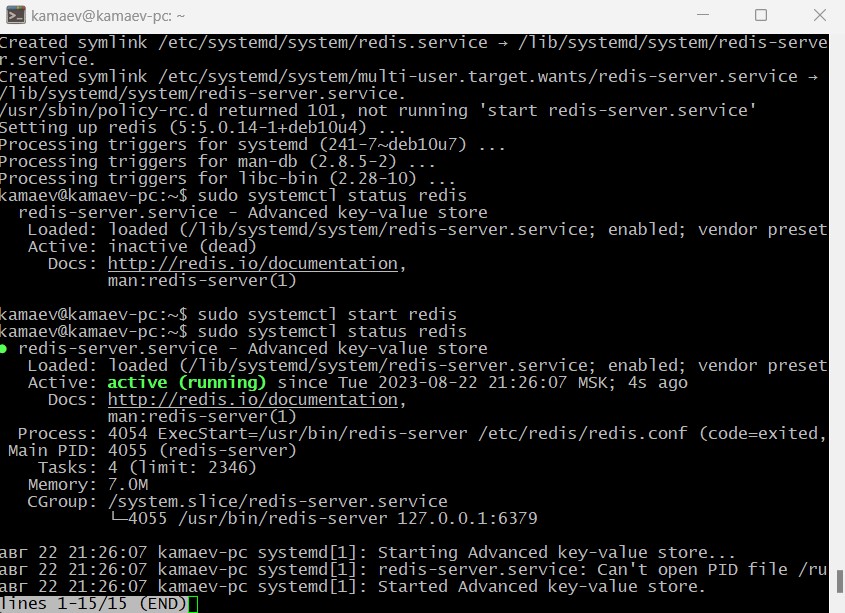 kamaev@kamaev-pc: ~
Created symlink /etc/systemd/system/redis.service → /lib/systemd/system/redis-serve
r.service.
Created symlink /etc/systemd/system/multi-user.target.wants/redis-server.service →
/lib/systemd/system/redis-server.service.
/usr/sbin/policy-rc.d returned 101, not running 'start redis-server.service'
Setting up redis (5:5.0.14-1+deb10u4) ...
Processing triggers for systemd (241-7~deb10u7) ...
Processing triggers for man-db (2.8.5-2) ...
Processing triggers for libc-bin (2.28-10) ...
kamaev@kamaev-pc:~$ sudo systemctl status redis
redis-server.service - Advanced key-value store
Loaded: loaded (/lib/systemd/system/redis-server.service; enabled; vendor preset
Active: inactive (dead)
Docs: http://redis.io/documentation,
man:redis-server(1)
kamaev@kamaev-pc:~$ sudo systemctl start redis
kamaev@kamaev-pc:~$ sudo systemctl status redis
● redis-server.service - Advanced key-value store
Loaded: loaded (/lib/systemd/system/redis-server.service; enabled; vendor preset
Active: active (running) since Tue 2023-08-22 21:26:07 MSK; 4s ago
Docs: http://redis.io/documentation,
man:redis-server(1)
Process: 4054 ExecStart=/usr/bin/redis-server /etc/redis/redis.conf (code=exited,
Main PID: 4055 (redis-server)
Tasks: 4 (limit: 2346)
Memory: 7.0M
CGroup: /system.slice/redis-server.service
└─4055 /usr/bin/redis-server 127.0.0.1:6379
авг 22 21:26:07 kamaev-pc systemd[1]: Starting Advanced key-value store...
авг 22 21:26:07 kamaev-pc systemd[1]: redis-server.service: Can't open PID file /ru
авг 22 21:26:07 kamaev-pc systemd[1]: Started Advanced key-value store.
lines 1-15/15 (END)